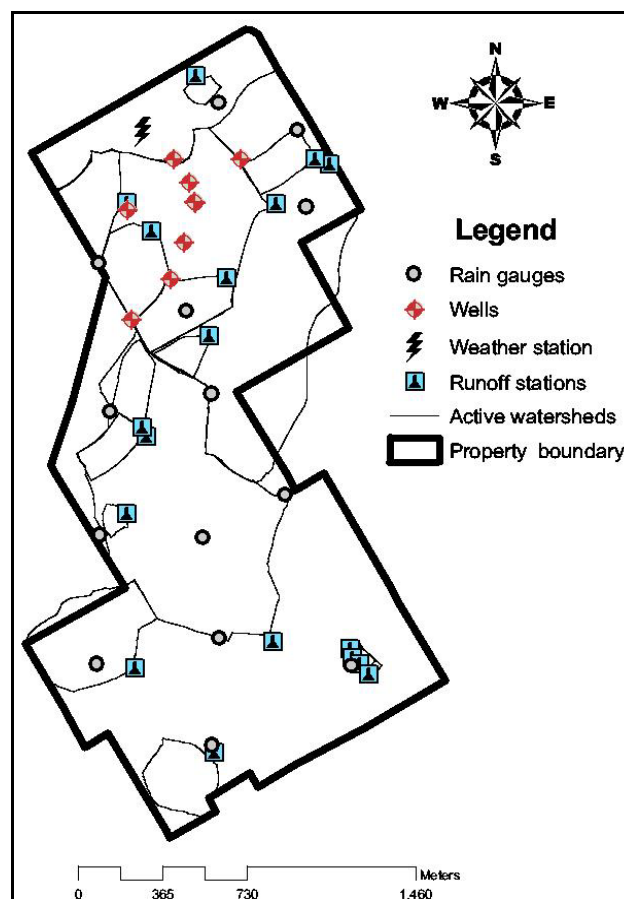 N
W E
S
Legend
Rain gauges
Wells
Weather station
Runoff stations
Active watersheds
Property boundary
Meters
0 365 730 1.460